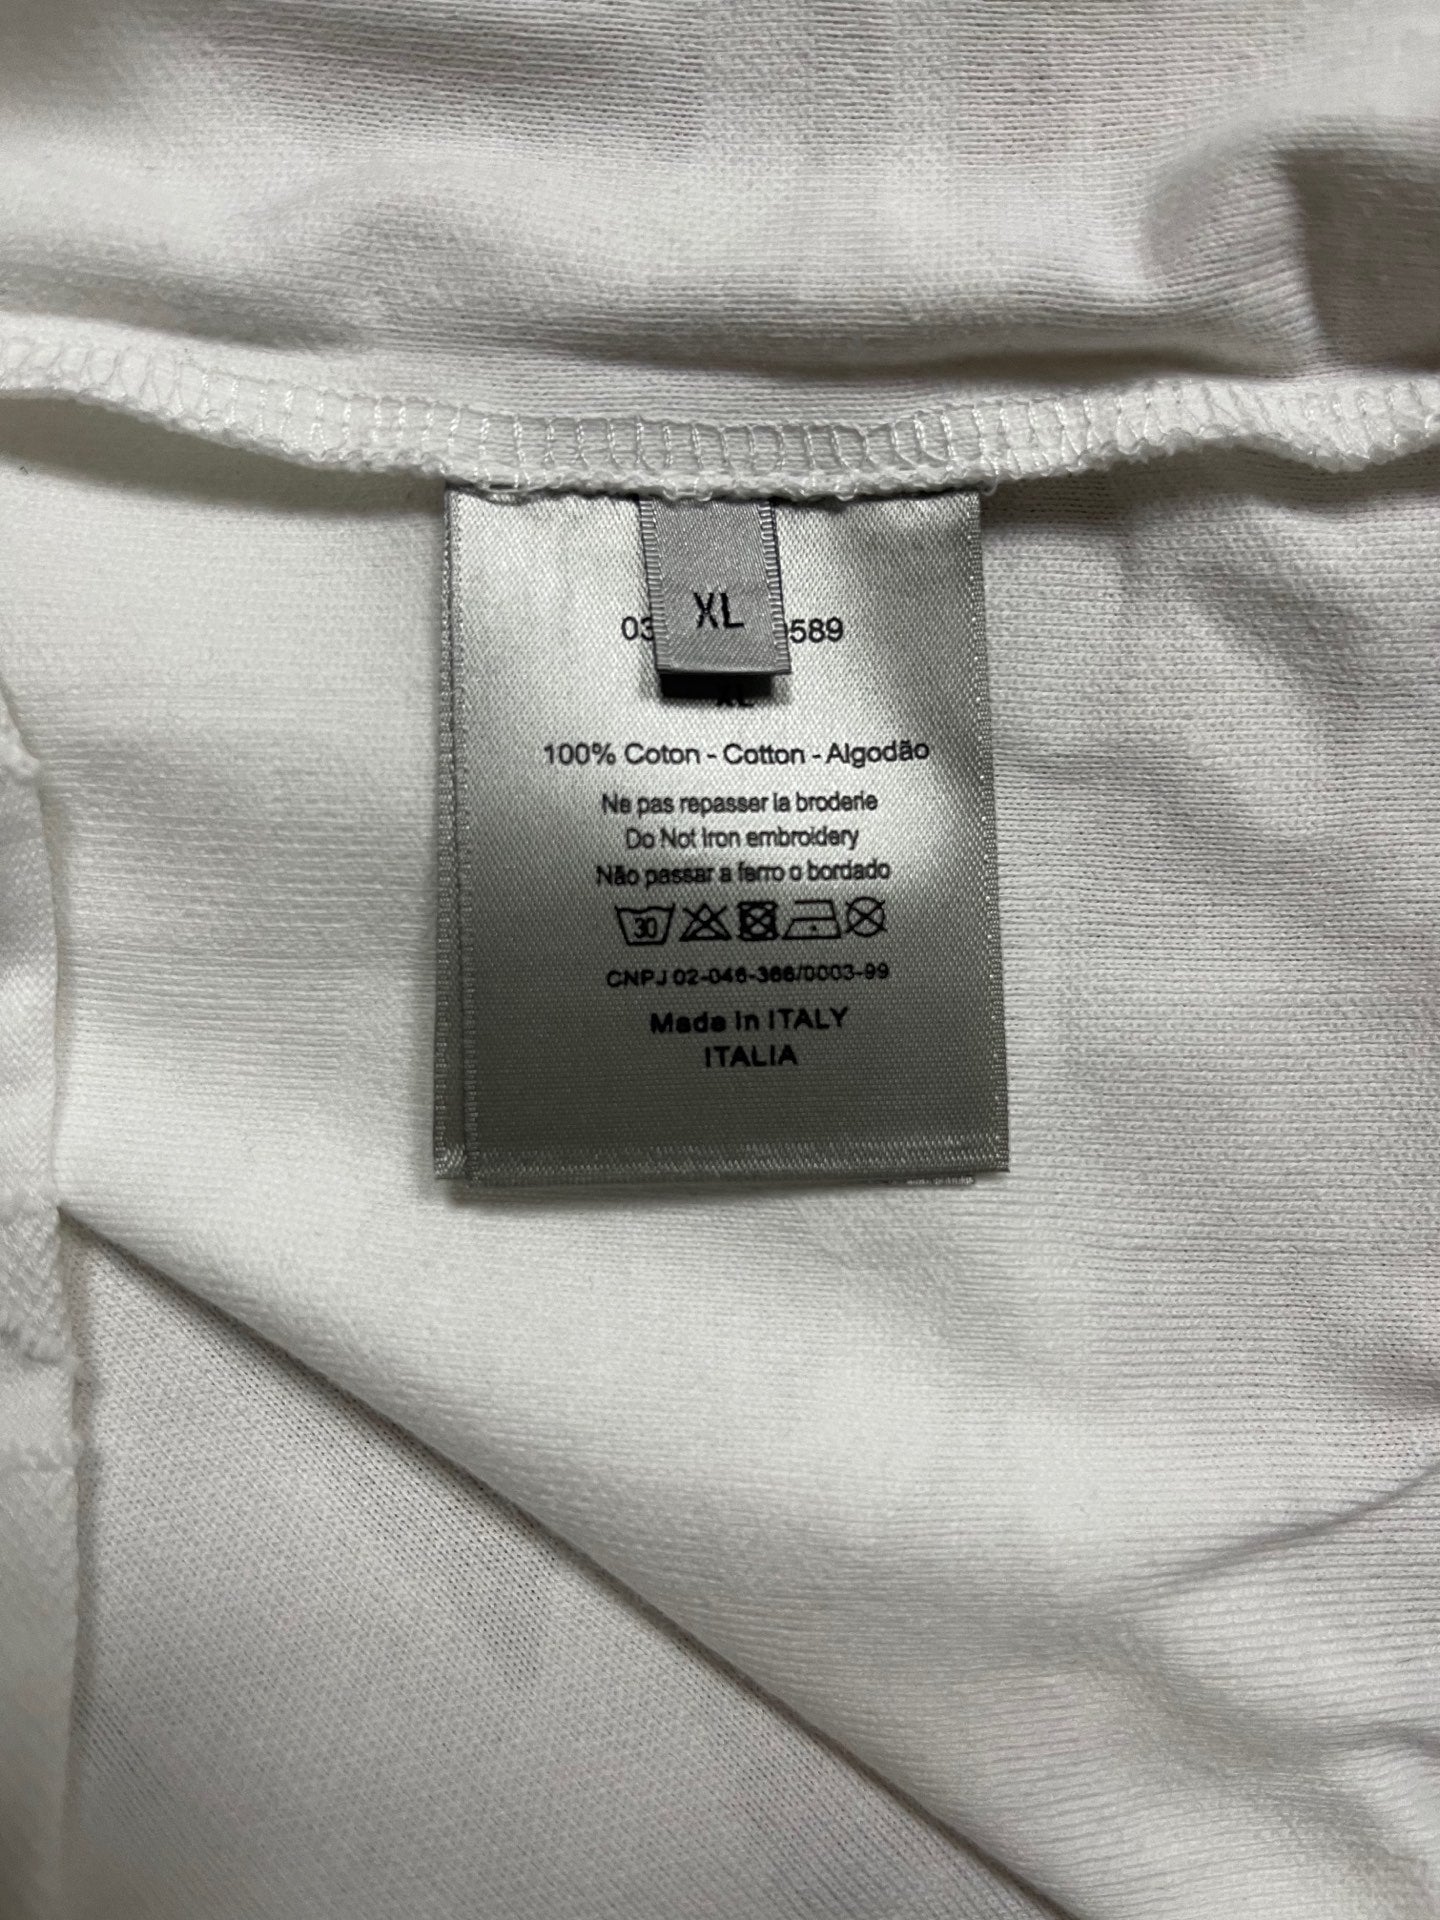 XL
03 589
XL
100% Coton - Cotton - Algodão
Ne pas repasser la broderie
Do Not Iron embroidery
Não passar a ferro o bordado
30
CNPJ 02-046-366/0003-99
Made in ITALY
ITALIA